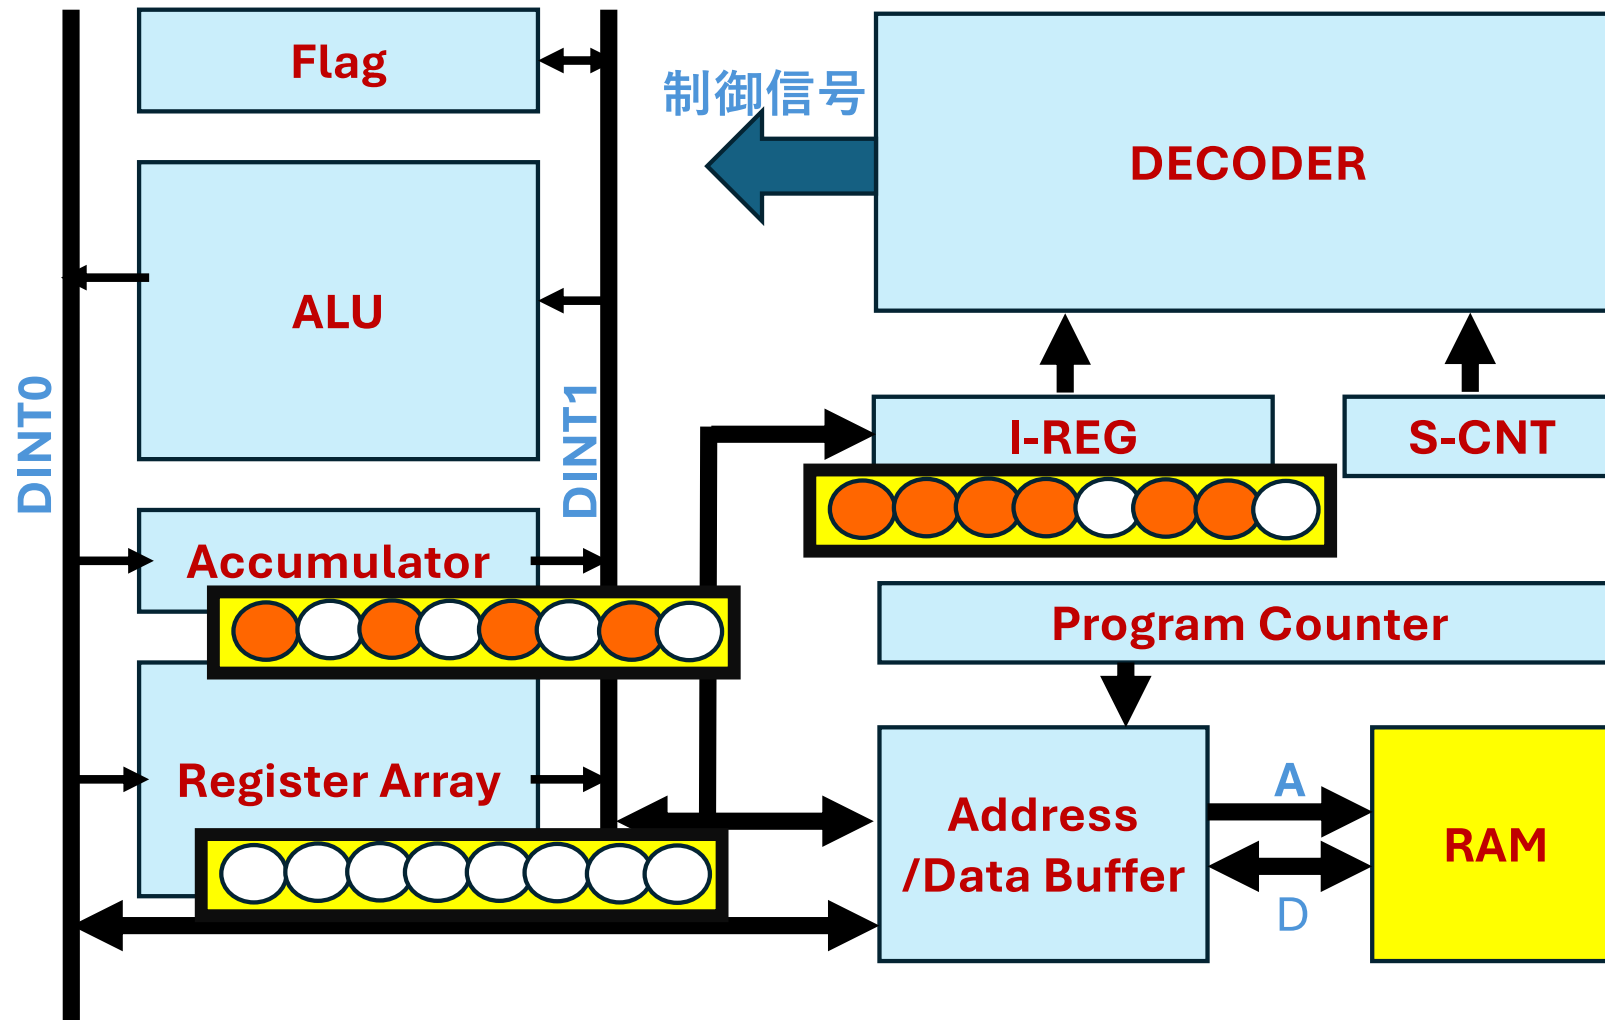 Flag
制御信号
DECODER
ALU
DINT0
DINT1
I-REG
S-CNT
Accumulator
Program Counter
Register Array
Address
/Data Buffer
A
D
RAM